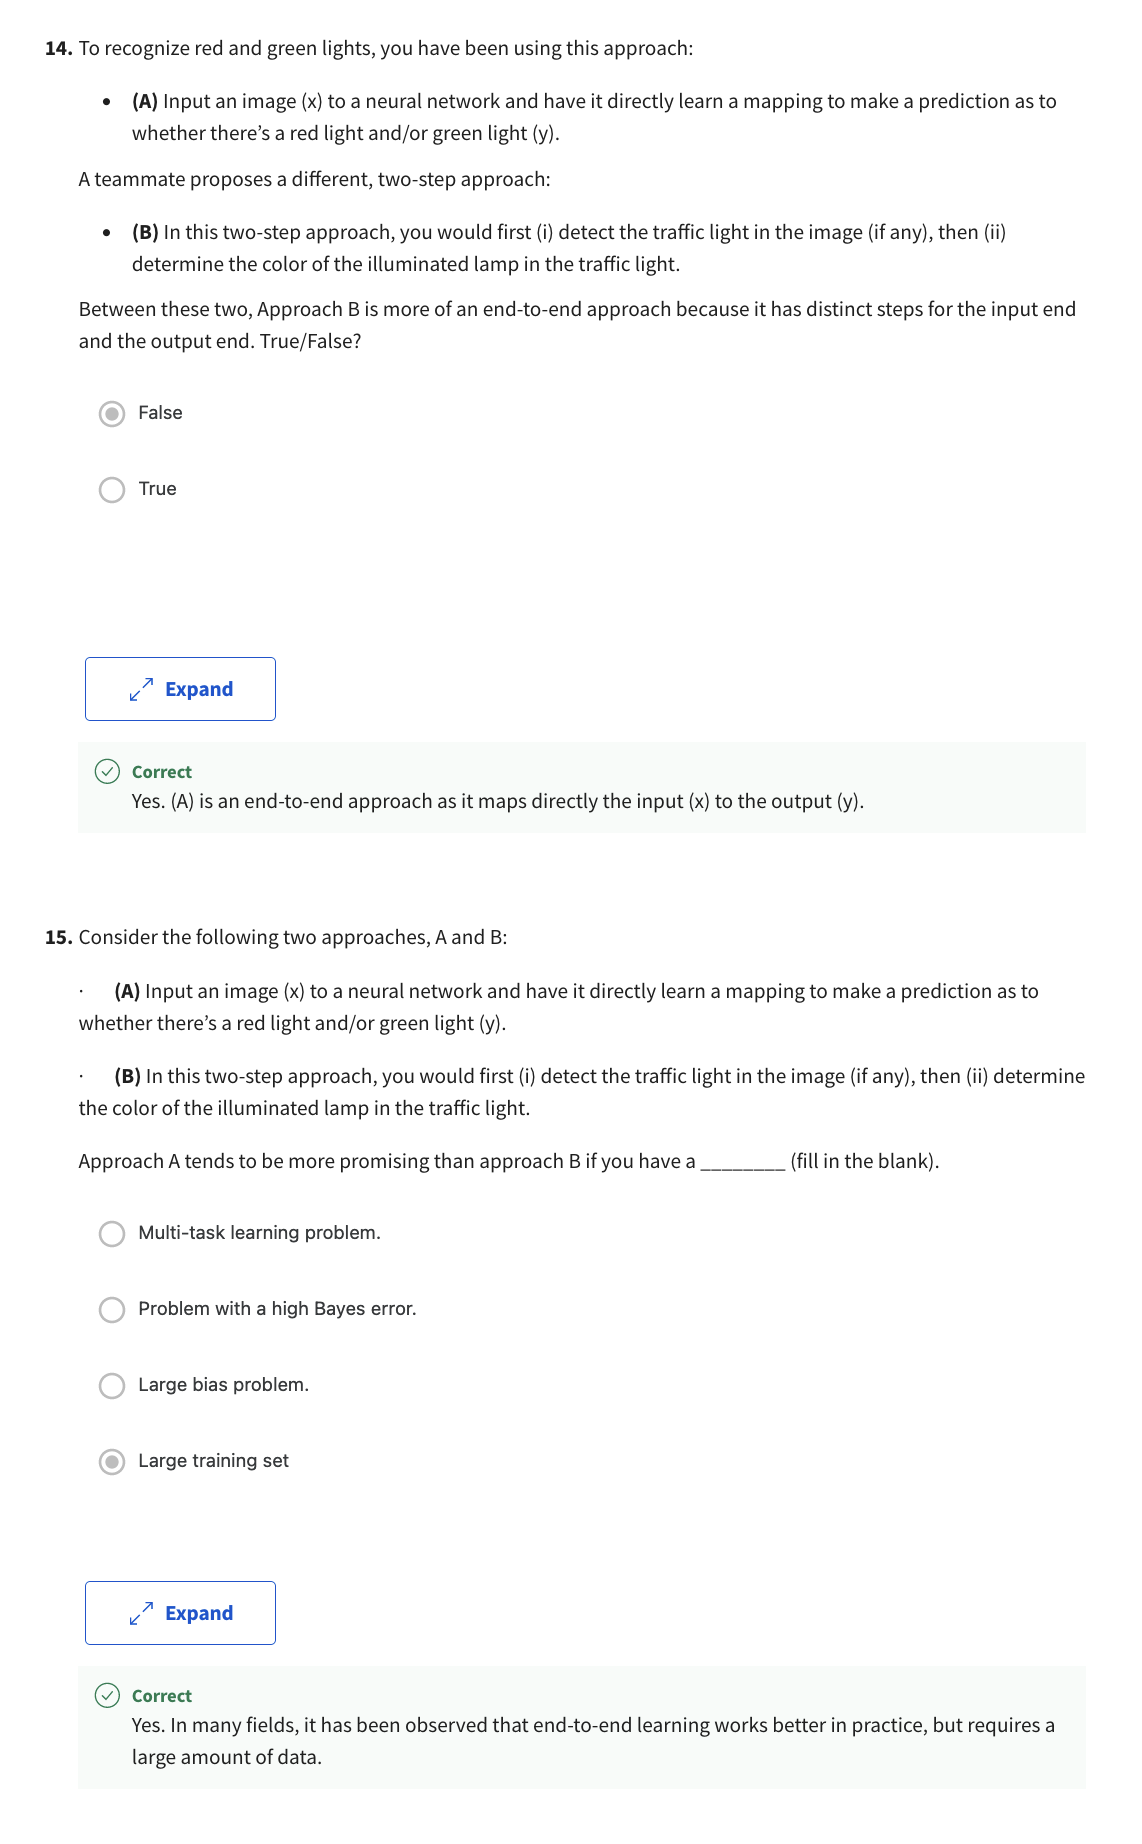 14. To recognize red and green lights, you have been using this approach:
• (A) Input an image (x) to a neural network and have it directly learn a mapping to make a prediction as to
whether there’s a red light and/or green light (y).
A teammate proposes a different, two-step approach:
• (B) In this two-step approach, you would first (i) detect the traffic light in the image (if any), then (ii)
determine the color of the illuminated lamp in the traffic light.
Between these two, Approach B is more of an end-to-end approach because it has distinct steps for the input end
and the output end. True/False?
False
True
Expand
Correct
Yes. (A) is an end-to-end approach as it maps directly the input (x) to the output (y).
15. Consider the following two approaches, A and B:
· (A) Input an image (x) to a neural network and have it directly learn a mapping to make a prediction as to
whether there’s a red light and/or green light (y).
· (B) In this two-step approach, you would first (i) detect the traffic light in the image (if any), then (ii) determine
the color of the illuminated lamp in the traffic light.
Approach A tends to be more promising than approach B if you have a ________ (fill in the blank).
Multi-task learning problem.
Problem with a high Bayes error.
Large bias problem.
Large training set
Expand
Correct
Yes. In many fields, it has been observed that end-to-end learning works better in practice, but requires a
large amount of data.